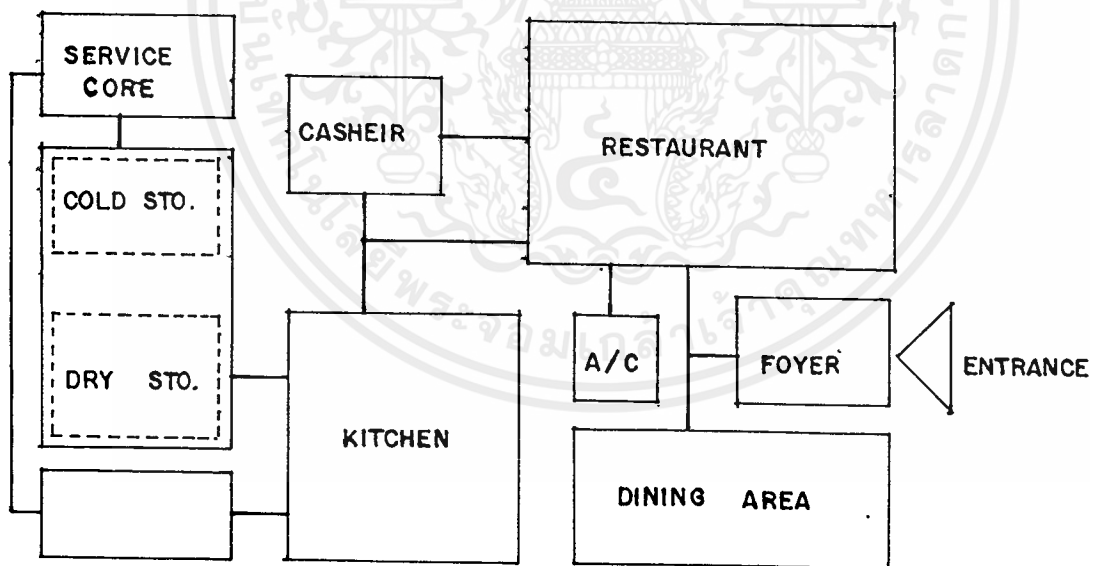 SERVICE
CORE
COLD STO.
DRY STO.
CASHEIR
KITCHEN
RESTAURANT
A/C
FOYER
ENTRANCE
DINING AREA